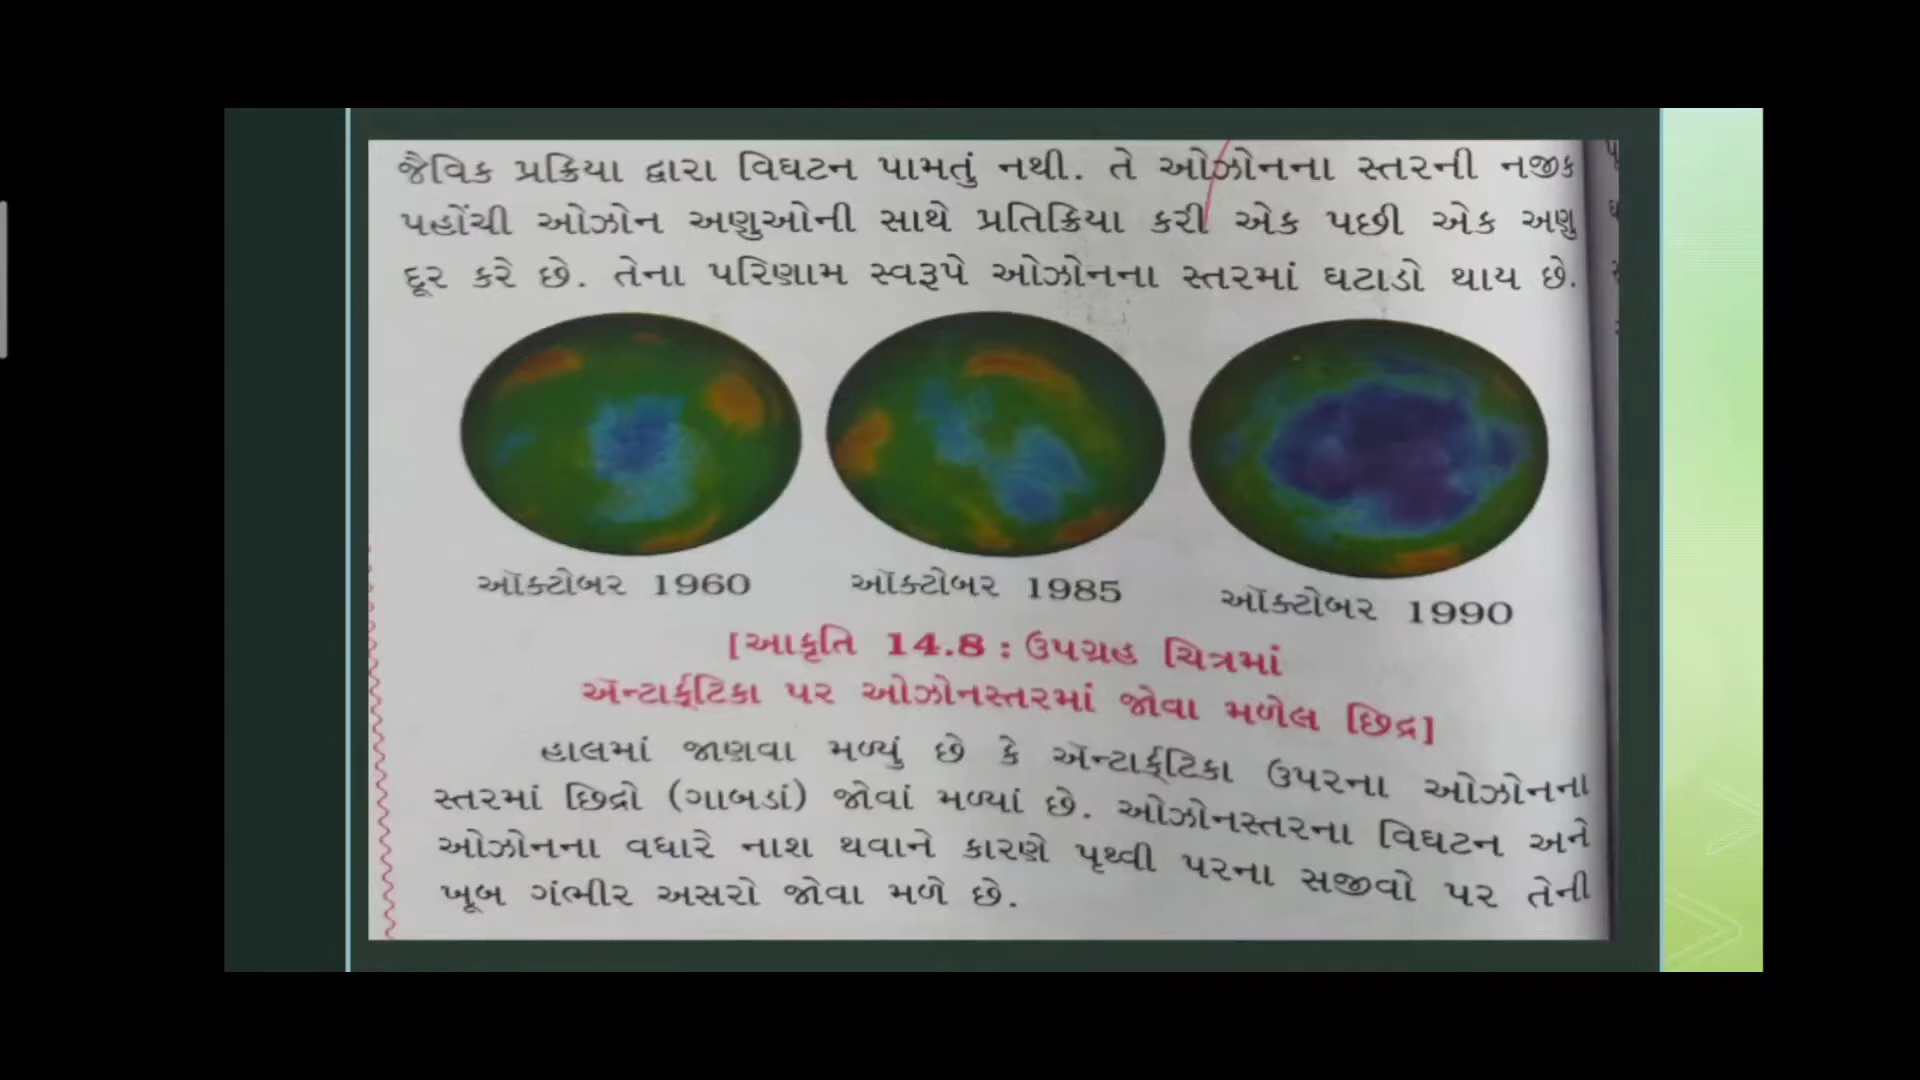 જૈવિક પ્રક્રિયા દ્વારા વિઘટન પામતું નથી. તે ઓઝોનના સ્તરની નજીક
પહોંચી ઓઝોન અણુઓની સાથે પ્રતિક્રિયા કરી એક પછી એક અણુ
દૂર કરે છે. તેના પરિણામ સ્વરૂપે ઓઝોનના સ્તરમાં ઘટાડો થાય છે.
ઑક્ટોબર 1960 ઑક્ટોબર 1985 ઑક્ટોબર 1990
[આકૃતિ 14.8 : ઉપગ્રહ ચિત્રમાં
ઍન્ટાર્ક્ટિકા પર ઓઝોનસ્તરમાં જોવા મળેલ છિદ્ર]
હાલમાં જાણવા મળ્યું છે કે ઍન્ટાર્ક્ટિકા ઉપરના ઓઝોનના
સ્તરમાં છિદ્રો (ગાબડાં) જોવાં મળ્યાં છે. ઓઝોનસ્તરના વિઘટન અને
ઓઝોનના વધારે નાશ થવાને કારણે પૃથ્વી પરના સજીવો પર તેની
ખૂબ ગંભીર અસરો જોવા મળે છે.